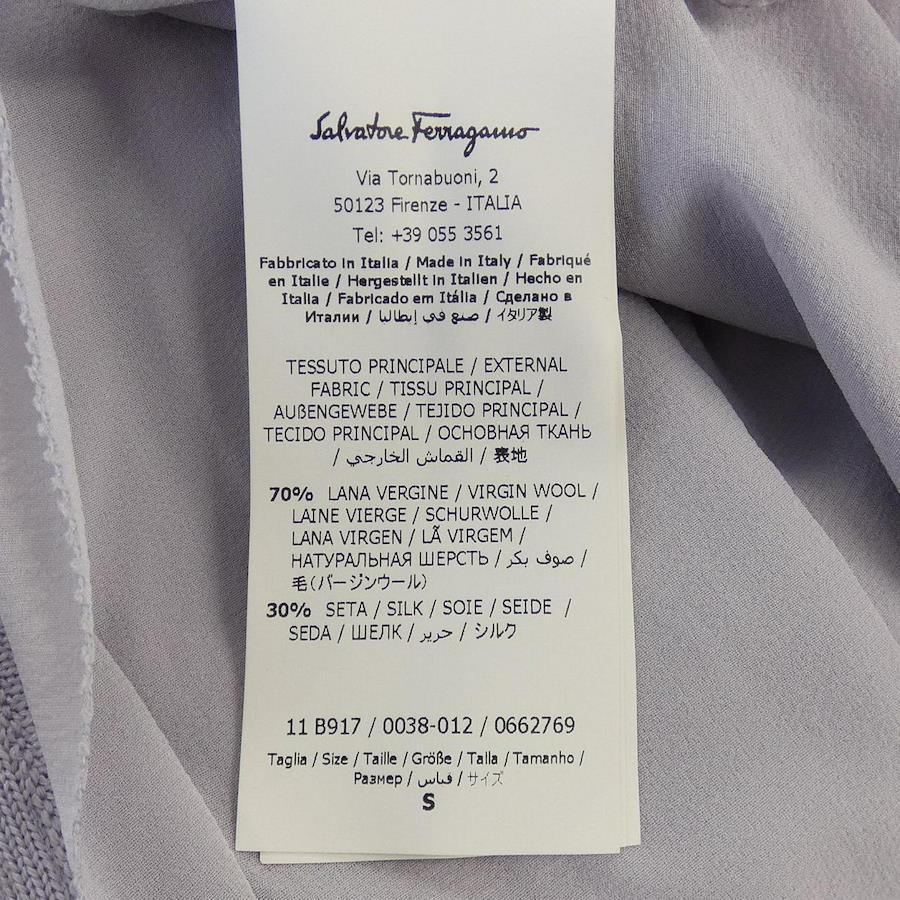 Salvatore Ferragamo
Via Tornabuoni, 2
50123 Firenze - ITALIA
Tel: +39 055 3561
Fabbricato in Italia / Made in Italy / Fabriqué
en Italie / Hergestellt in Italien / Hecho en
Italia / Fabricado em Itália / Сделано в
Италии / صنع في إيطاليا / イタリア製
TESSUTO PRINCIPALE / EXTERNAL
FABRIC / TISSU PRINCIPAL /
AUßENGEWEBE / TEJIDO PRINCIPAL /
TECIDO PRINCIPAL / ОСНОВНАЯ ТКАНЬ
/ القماش الخارجي / 表地
70% LANA VERGINE / VIRGIN WOOL /
LAINE VIERGE / SCHURWOLLE /
LANA VIRGEN / LÃ VIRGEM /
НАТУРАЛЬНАЯ ШЕРСТЬ / صوف بكر /
毛(バージンウール)
30% SETA / SILK / SOIE / SEIDE /
SEDA / ШЕЛК / حرير / シルク
11 B917 / 0038-012 / 0662769
Taglia / Size / Taille / Größe / Talla / Tamanho /
Размер / قياس / サイズ
S